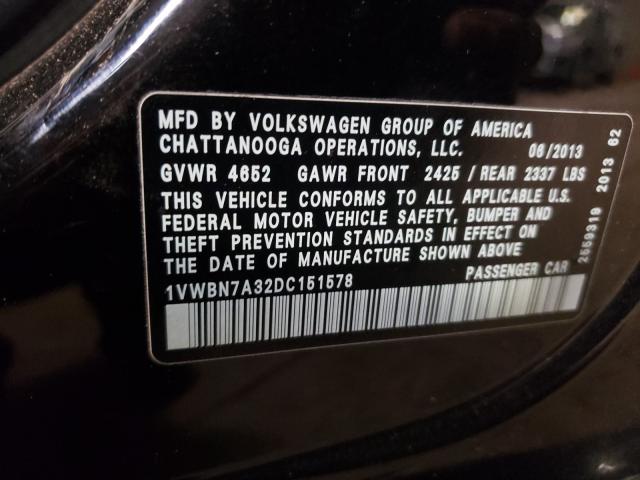 MFD BY VOLKSWAGEN GROUP OF AMERICA
CHATTANOOGA OPERATIONS, LLC. 06/2013
GVWR 4652 GAWR FRONT 2425 / REAR 2337 LBS
THIS VEHICLE CONFORMS TO ALL APPLICABLE U.S.
FEDERAL MOTOR VEHICLE SAFETY, BUMPER AND
THEFT PREVENTION STANDARDS IN EFFECT ON
THE DATE OF MANUFACTURE SHOWN ABOVE
PASSENGER CAR
1VWBN7A32DC151578
2559319 2013 62